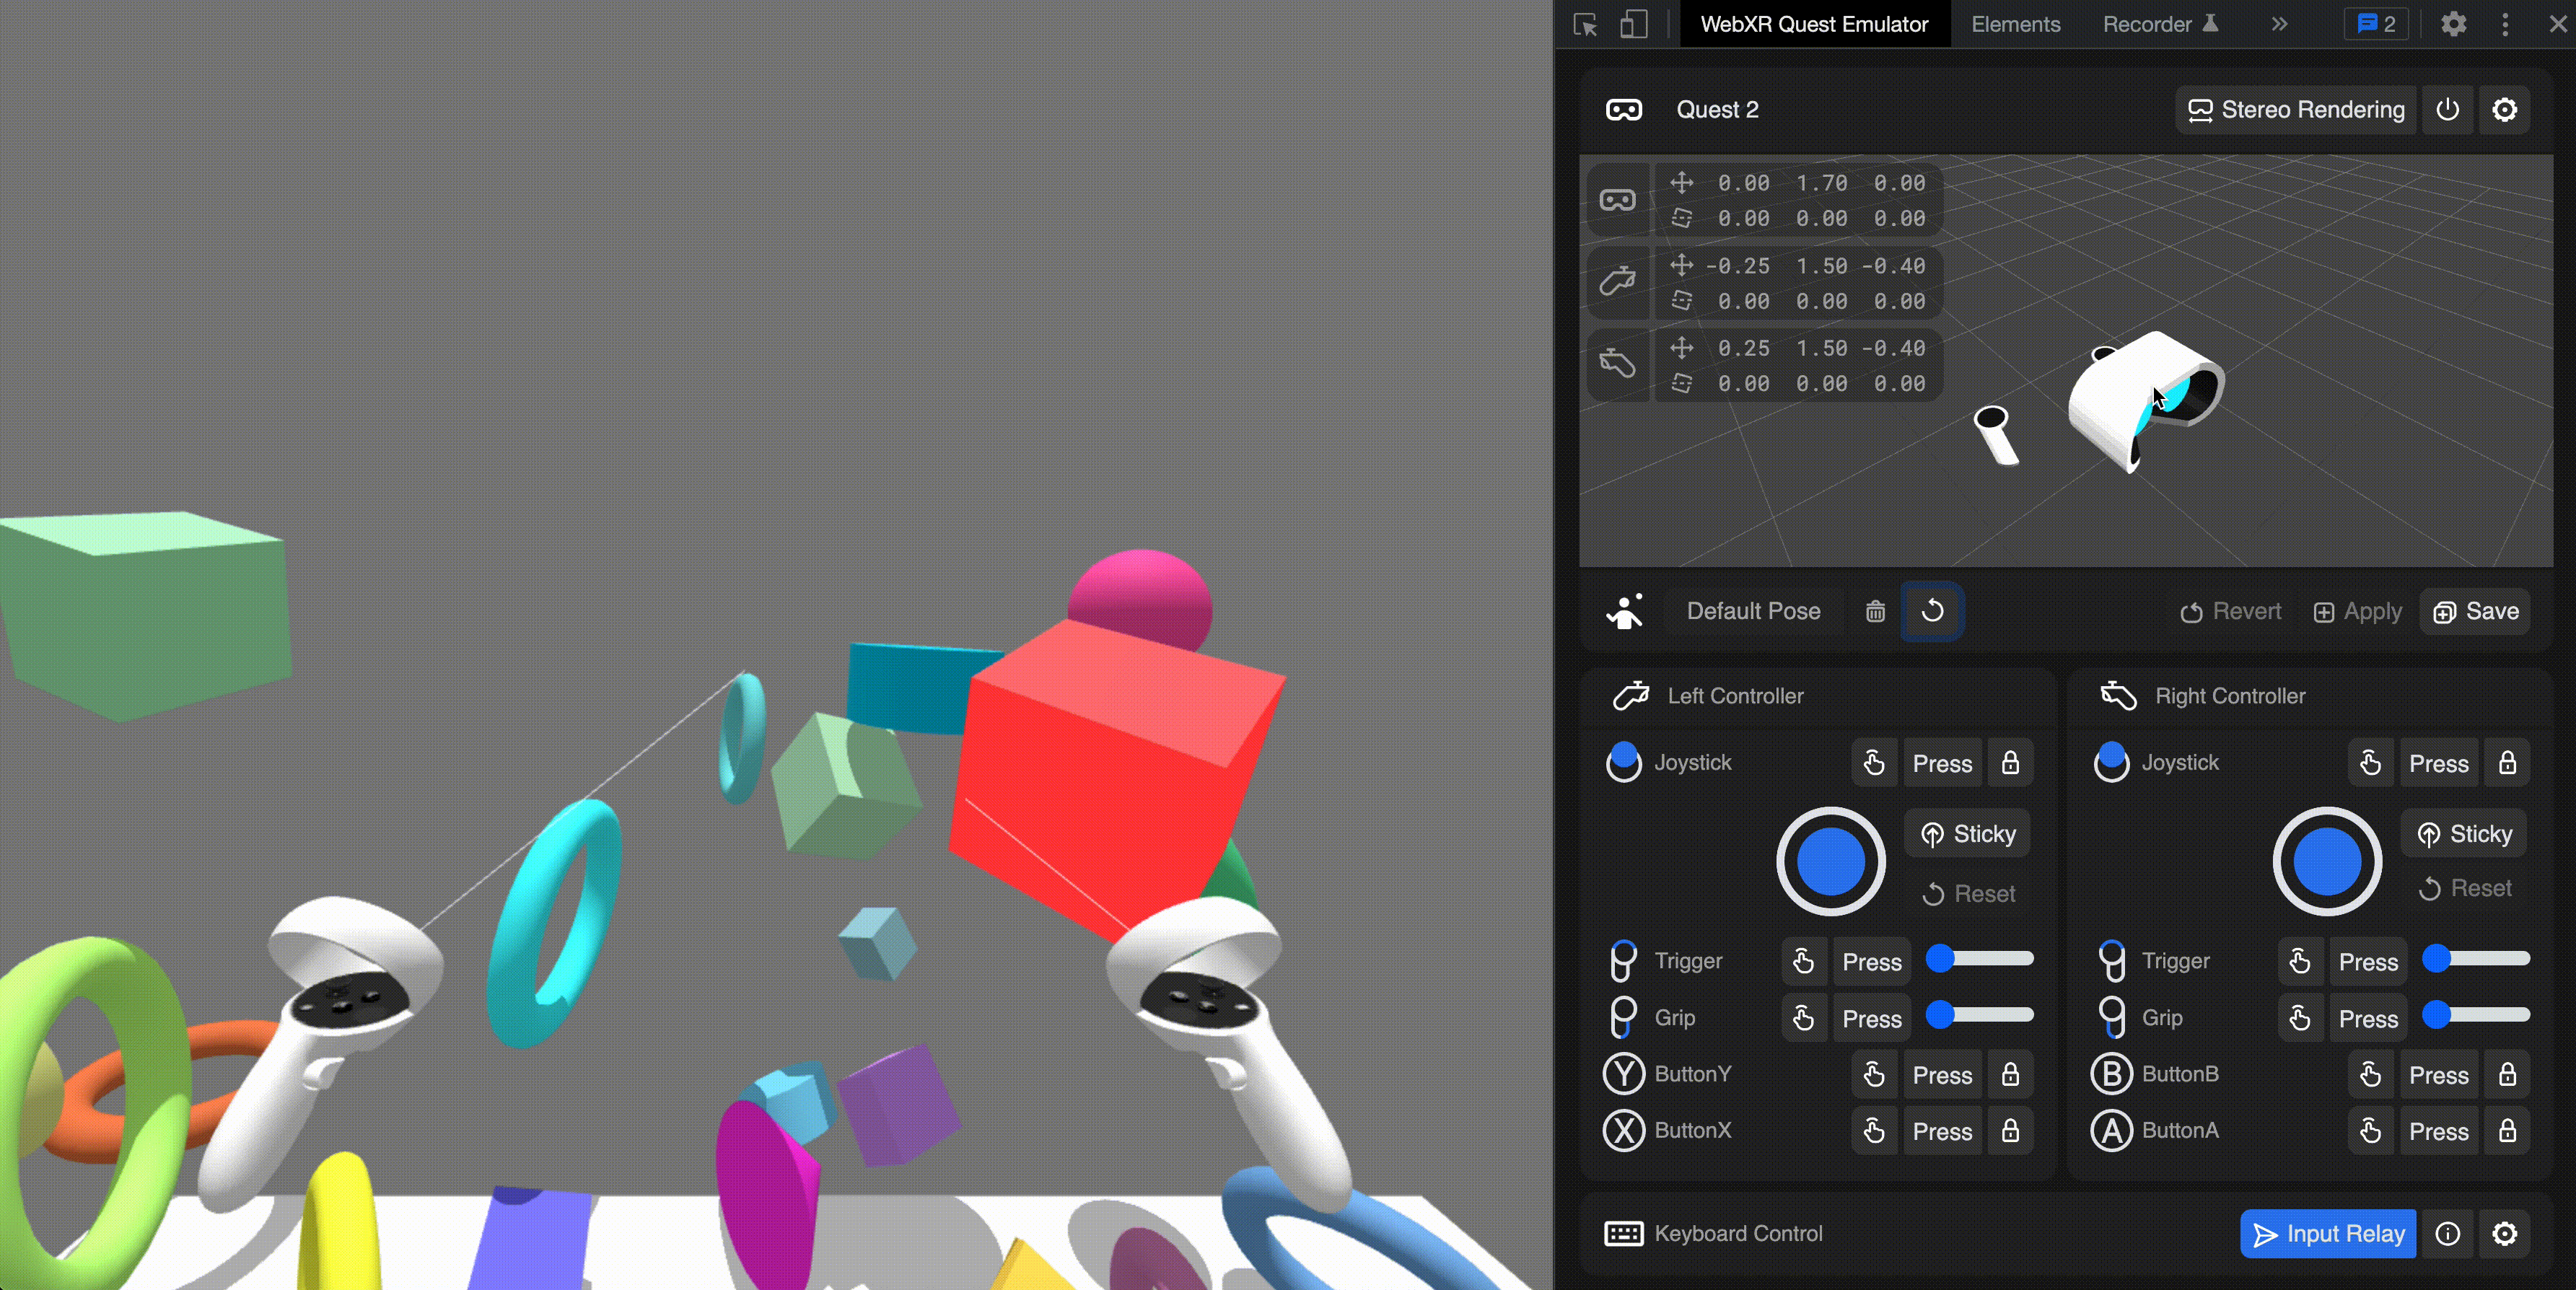 WebXR Quest Emulator Elements Recorder 2
Quest 2 Stereo Rendering
0.00 1.70 0.00
0.00 0.00 0.00
-0.25 1.50 -0.40
0.00 0.00 0.00
0.25 1.50 -0.40
0.00 0.00 0.00
Default Pose Revert Apply Save
Left Controller
Joystick Press
Sticky
Reset
Trigger Press
Grip Press
Y ButtonY Press
X ButtonX Press
Right Controller
Joystick Press
Sticky
Reset
Trigger Press
Grip Press
B ButtonB Press
A ButtonA Press
Keyboard Control Input Relay